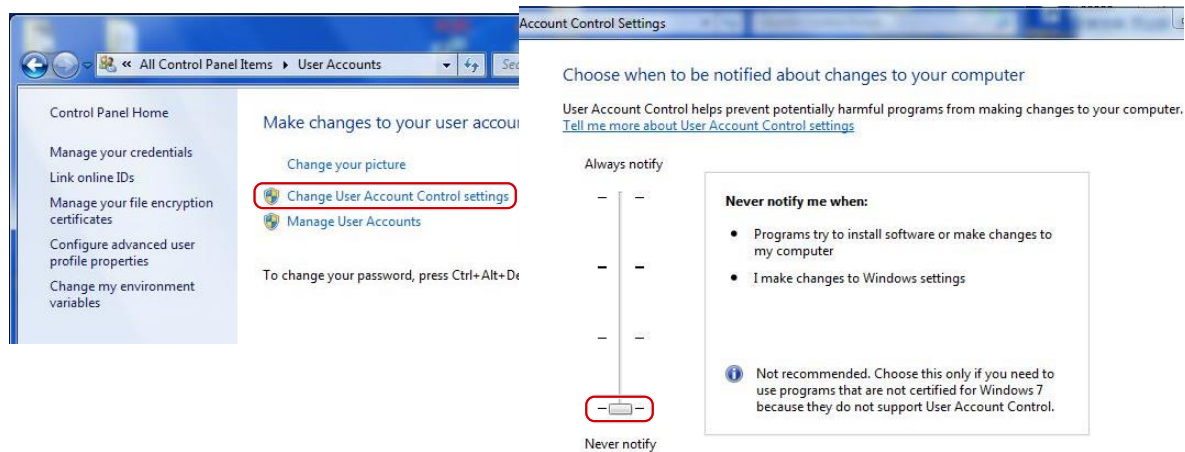 « All Control Panel Items ▸ User Accounts
Control Panel Home
Manage your credentials
Link online IDs
Manage your file encryption
certificates
Configure advanced user
profile properties
Change my environment
variables
Make changes to your user accou
Change your picture
Change User Account Control settings
Manage User Accounts
To change your password, press Ctrl+Alt+De
Account Control Settings
Choose when to be notified about changes to your computer
User Account Control helps prevent potentially harmful programs from making changes to your computer.
Tell me more about User Account Control settings
Always notify
Never notify me when:
• Programs try to install software or make changes to
my computer
• I make changes to Windows settings
Not recommended. Choose this only if you need to
use programs that are not certified for Windows 7
because they do not support User Account Control.
Never notify